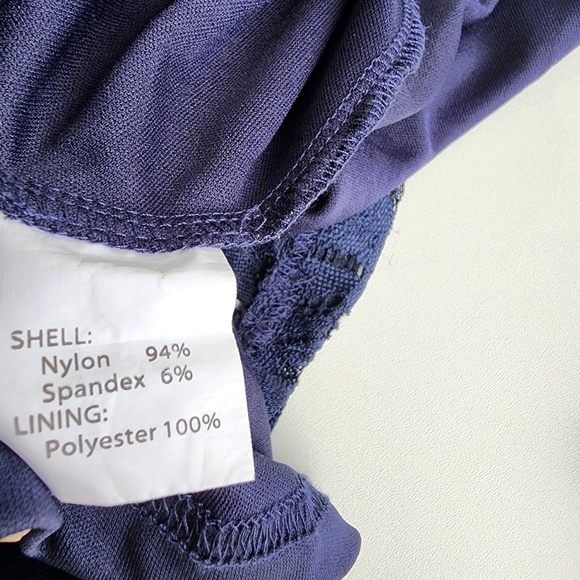 SHELL:
Nylon 94%
Spandex 6%
LINING:
Polyester 100%